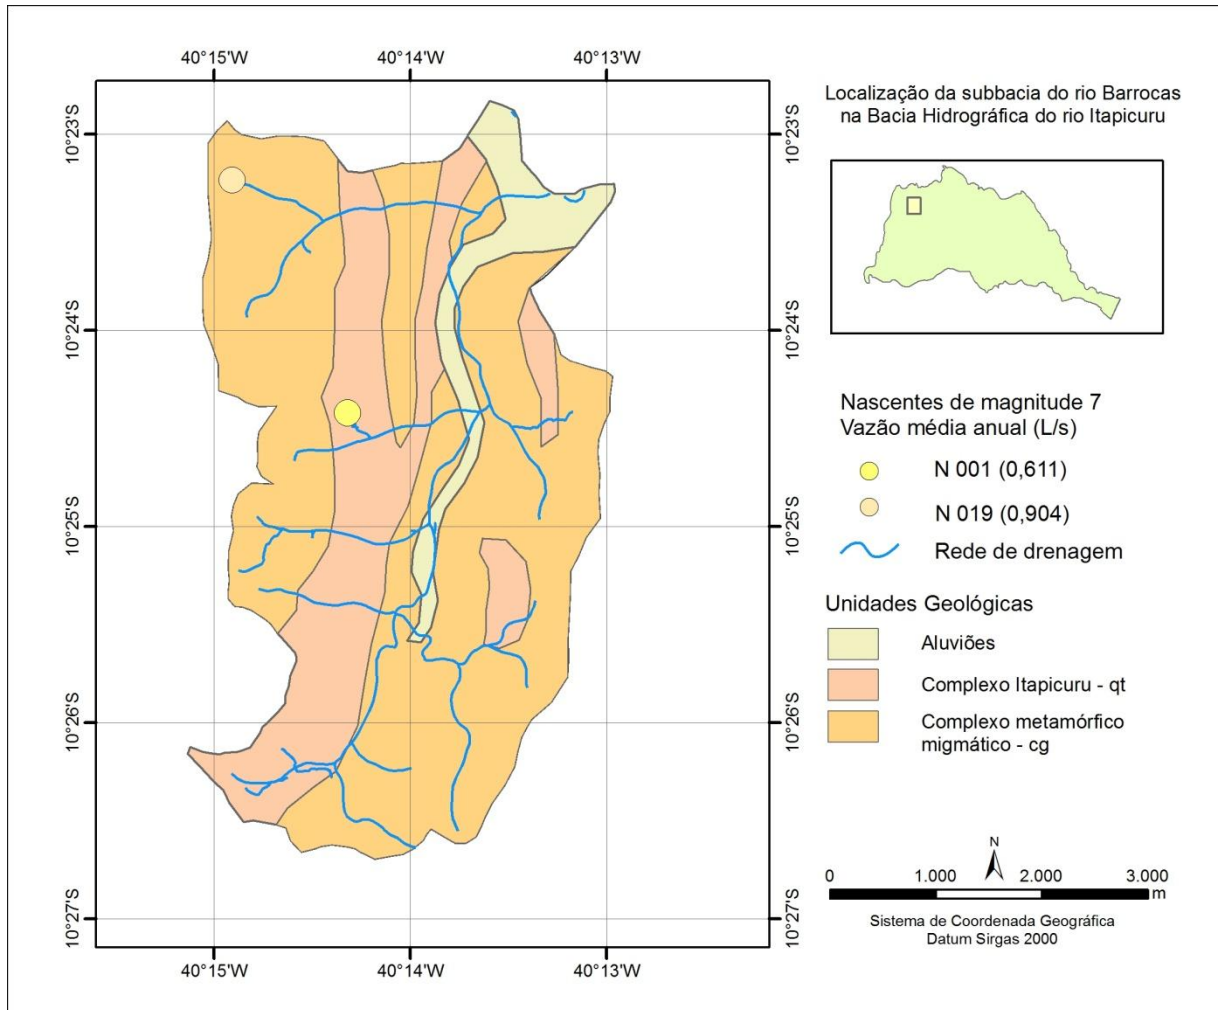 40°15'W
40°14'W
40°13'W
10°23'S
10°23'S
10°24'S
10°24'S
10°25'S
10°25'S
10°26'S
10°26'S
10°27'S
10°27'S
40°15'W
40°14'W
40°13'W
Localização da subbacia do rio Barrocas
na Bacia Hidrográfica do rio Itapicuru
Nascentes de magnitude 7
Vazão média anual (L/s)
N 001 (0,611)
N 019 (0,904)
Rede de drenagem
Unidades Geológicas
Aluviões
Complexo Itapicuru - qt
Complexo metamórfico
migmático - cg
N
0 1.000 2.000 3.000
m
Sistema de Coordenada Geográfica
Datum Sirgas 2000